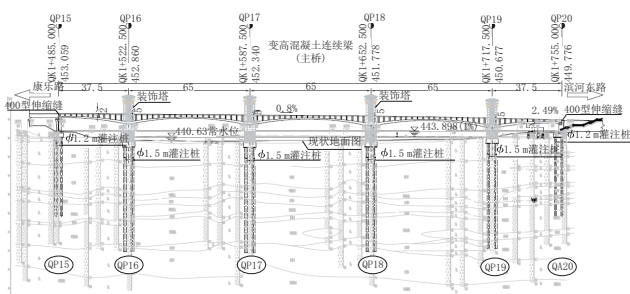 QP15 QP16 QP17 QP18 QP19 QP20
QK1+485.000 QK1+522.500 QK1+587.500 QK1+652.500 QK1+717.500 QK1+755.000
453.059 452.860 452.340 451.778 450.677 449.776
变高混凝土连续梁
(主桥)
康乐路 37.5 65 65 65 37.5 滨河东路
装饰塔 装饰塔
400型伸缩缝 0.8% 2.49% 400型伸缩缝
440.63常水位 443.898(1%)
ϕ1.2 m灌注桩 现状地面图 ϕ1.2 m灌注桩
ϕ1.5 m灌注桩 ϕ1.5 m灌注桩 ϕ1.5 m灌注桩 ϕ1.5 m灌注桩
QP15 QP16 QP17 QP18 QP19 QA20